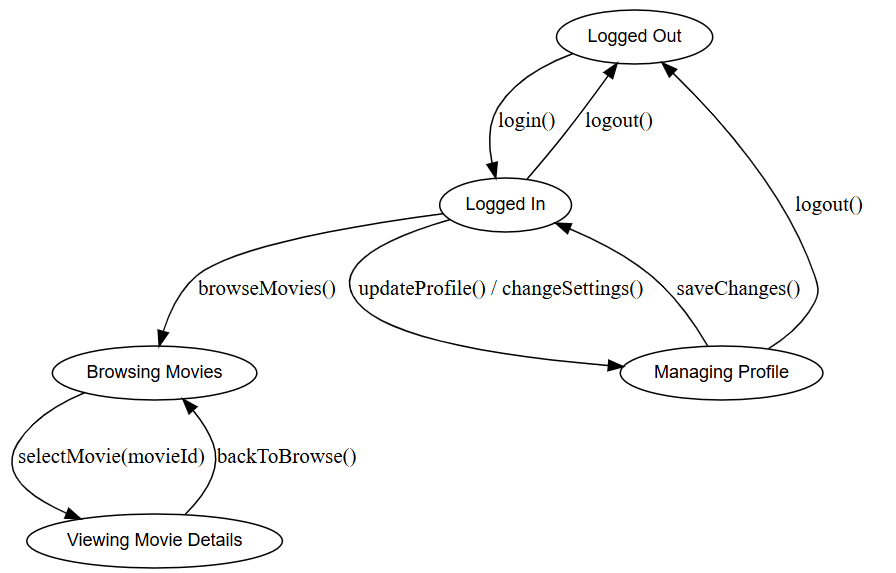 Logged Out
login()
logout()
Logged In
logout()
browseMovies()
updateProfile() / changeSettings()
saveChanges()
Browsing Movies
Managing Profile
selectMovie(movieId)
backToBrowse()
Viewing Movie Details